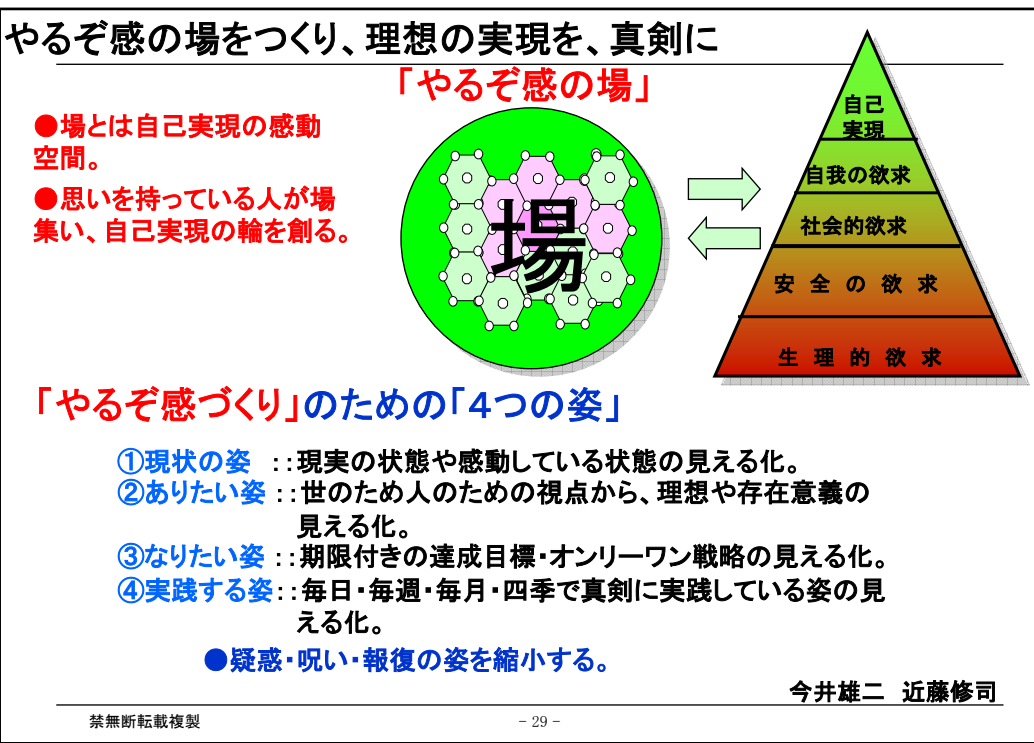 やるぞ感の場をつくり、理想の実現を、真剣に
「やるぞ感の場」
●場とは自己実現の感動
空間。
●思いを持っている人が場
集い、自己実現の輪を創る。
場
自己
実現
自我の欲求
社会的欲求
安全の欲求
生理的欲求
「やるぞ感づくり」のための「4つの姿」
①現状の姿 ::現実の状態や感動している状態の見える化。
②ありたい姿 ::世のため人のための視点から、理想や存在意義の
見える化。
③なりたい姿 ::期限付きの達成目標・オンリーワン戦略の見える化。
④実践する姿::毎日・毎週・毎月・四季で真剣に実践している姿の見
える化。
●疑惑・呪い・報復の姿を縮小する。
今井雄二 近藤修司
禁無断転載複製
- 29 -